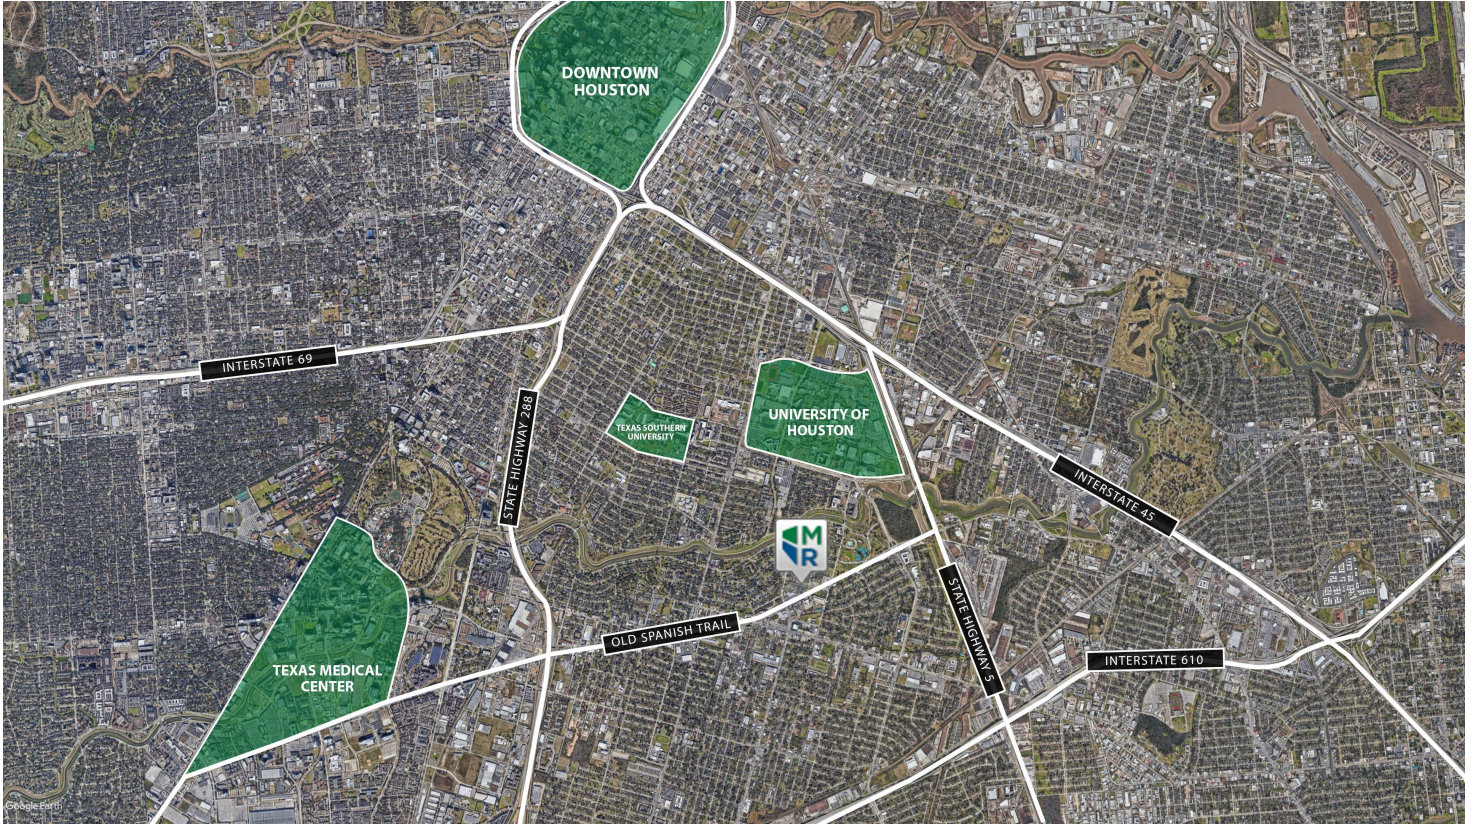 DOWNTOWN
HOUSTON
INTERSTATE 69
STATE HIGHWAY 288
TEXAS SOUTHERN
UNIVERSITY
UNIVERSITY OF
HOUSTON
INTERSTATE 45
M
R
OLD SPANISH TRAIL
STATE HIGHWAY 5
INTERSTATE 610
TEXAS MEDICAL
CENTER
Google Earth